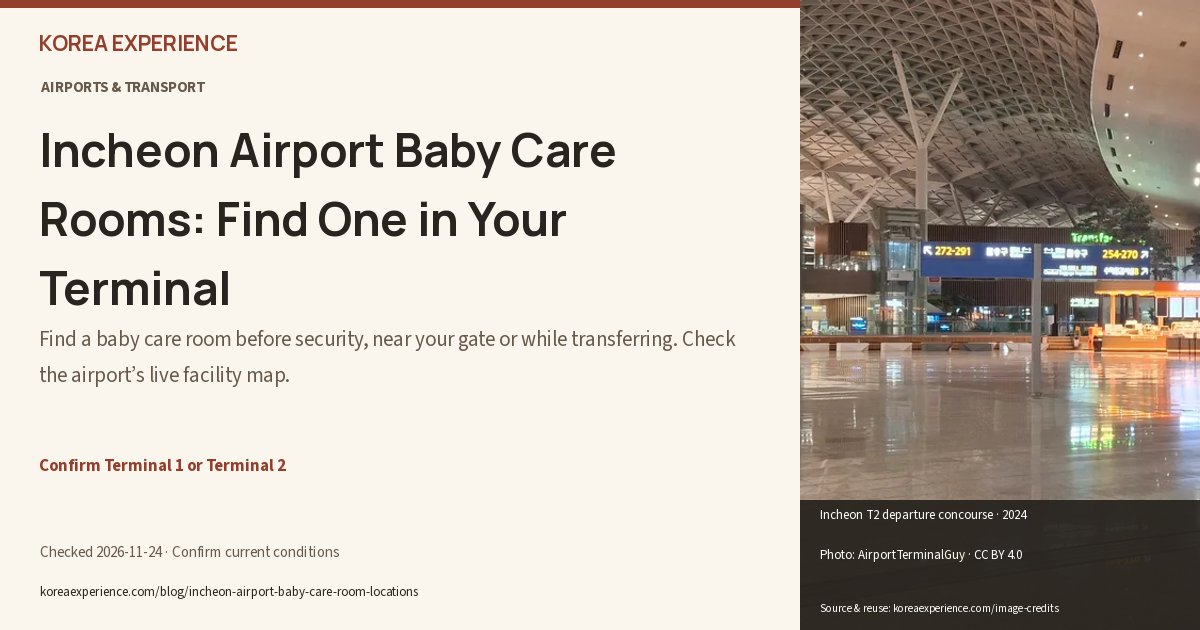 KOREA EXPERIENCE
AIRPORTS & TRANSPORT
Incheon Airport Baby Care
Rooms: Find One in Your
Terminal
Find a baby care room before security, near your gate or while transferring. Check
the airport’s live facility map.
Confirm Terminal 1 or Terminal 2
Checked 2026-11-24 · Confirm current conditions
koreaexperience.com/blog/incheon-airport-baby-care-room-locations
272-291
254-270
Incheon T2 departure concourse · 2024
Photo: AirportTerminalGuy · CC BY 4.0
Source & reuse: koreaexperience.com/image-credits